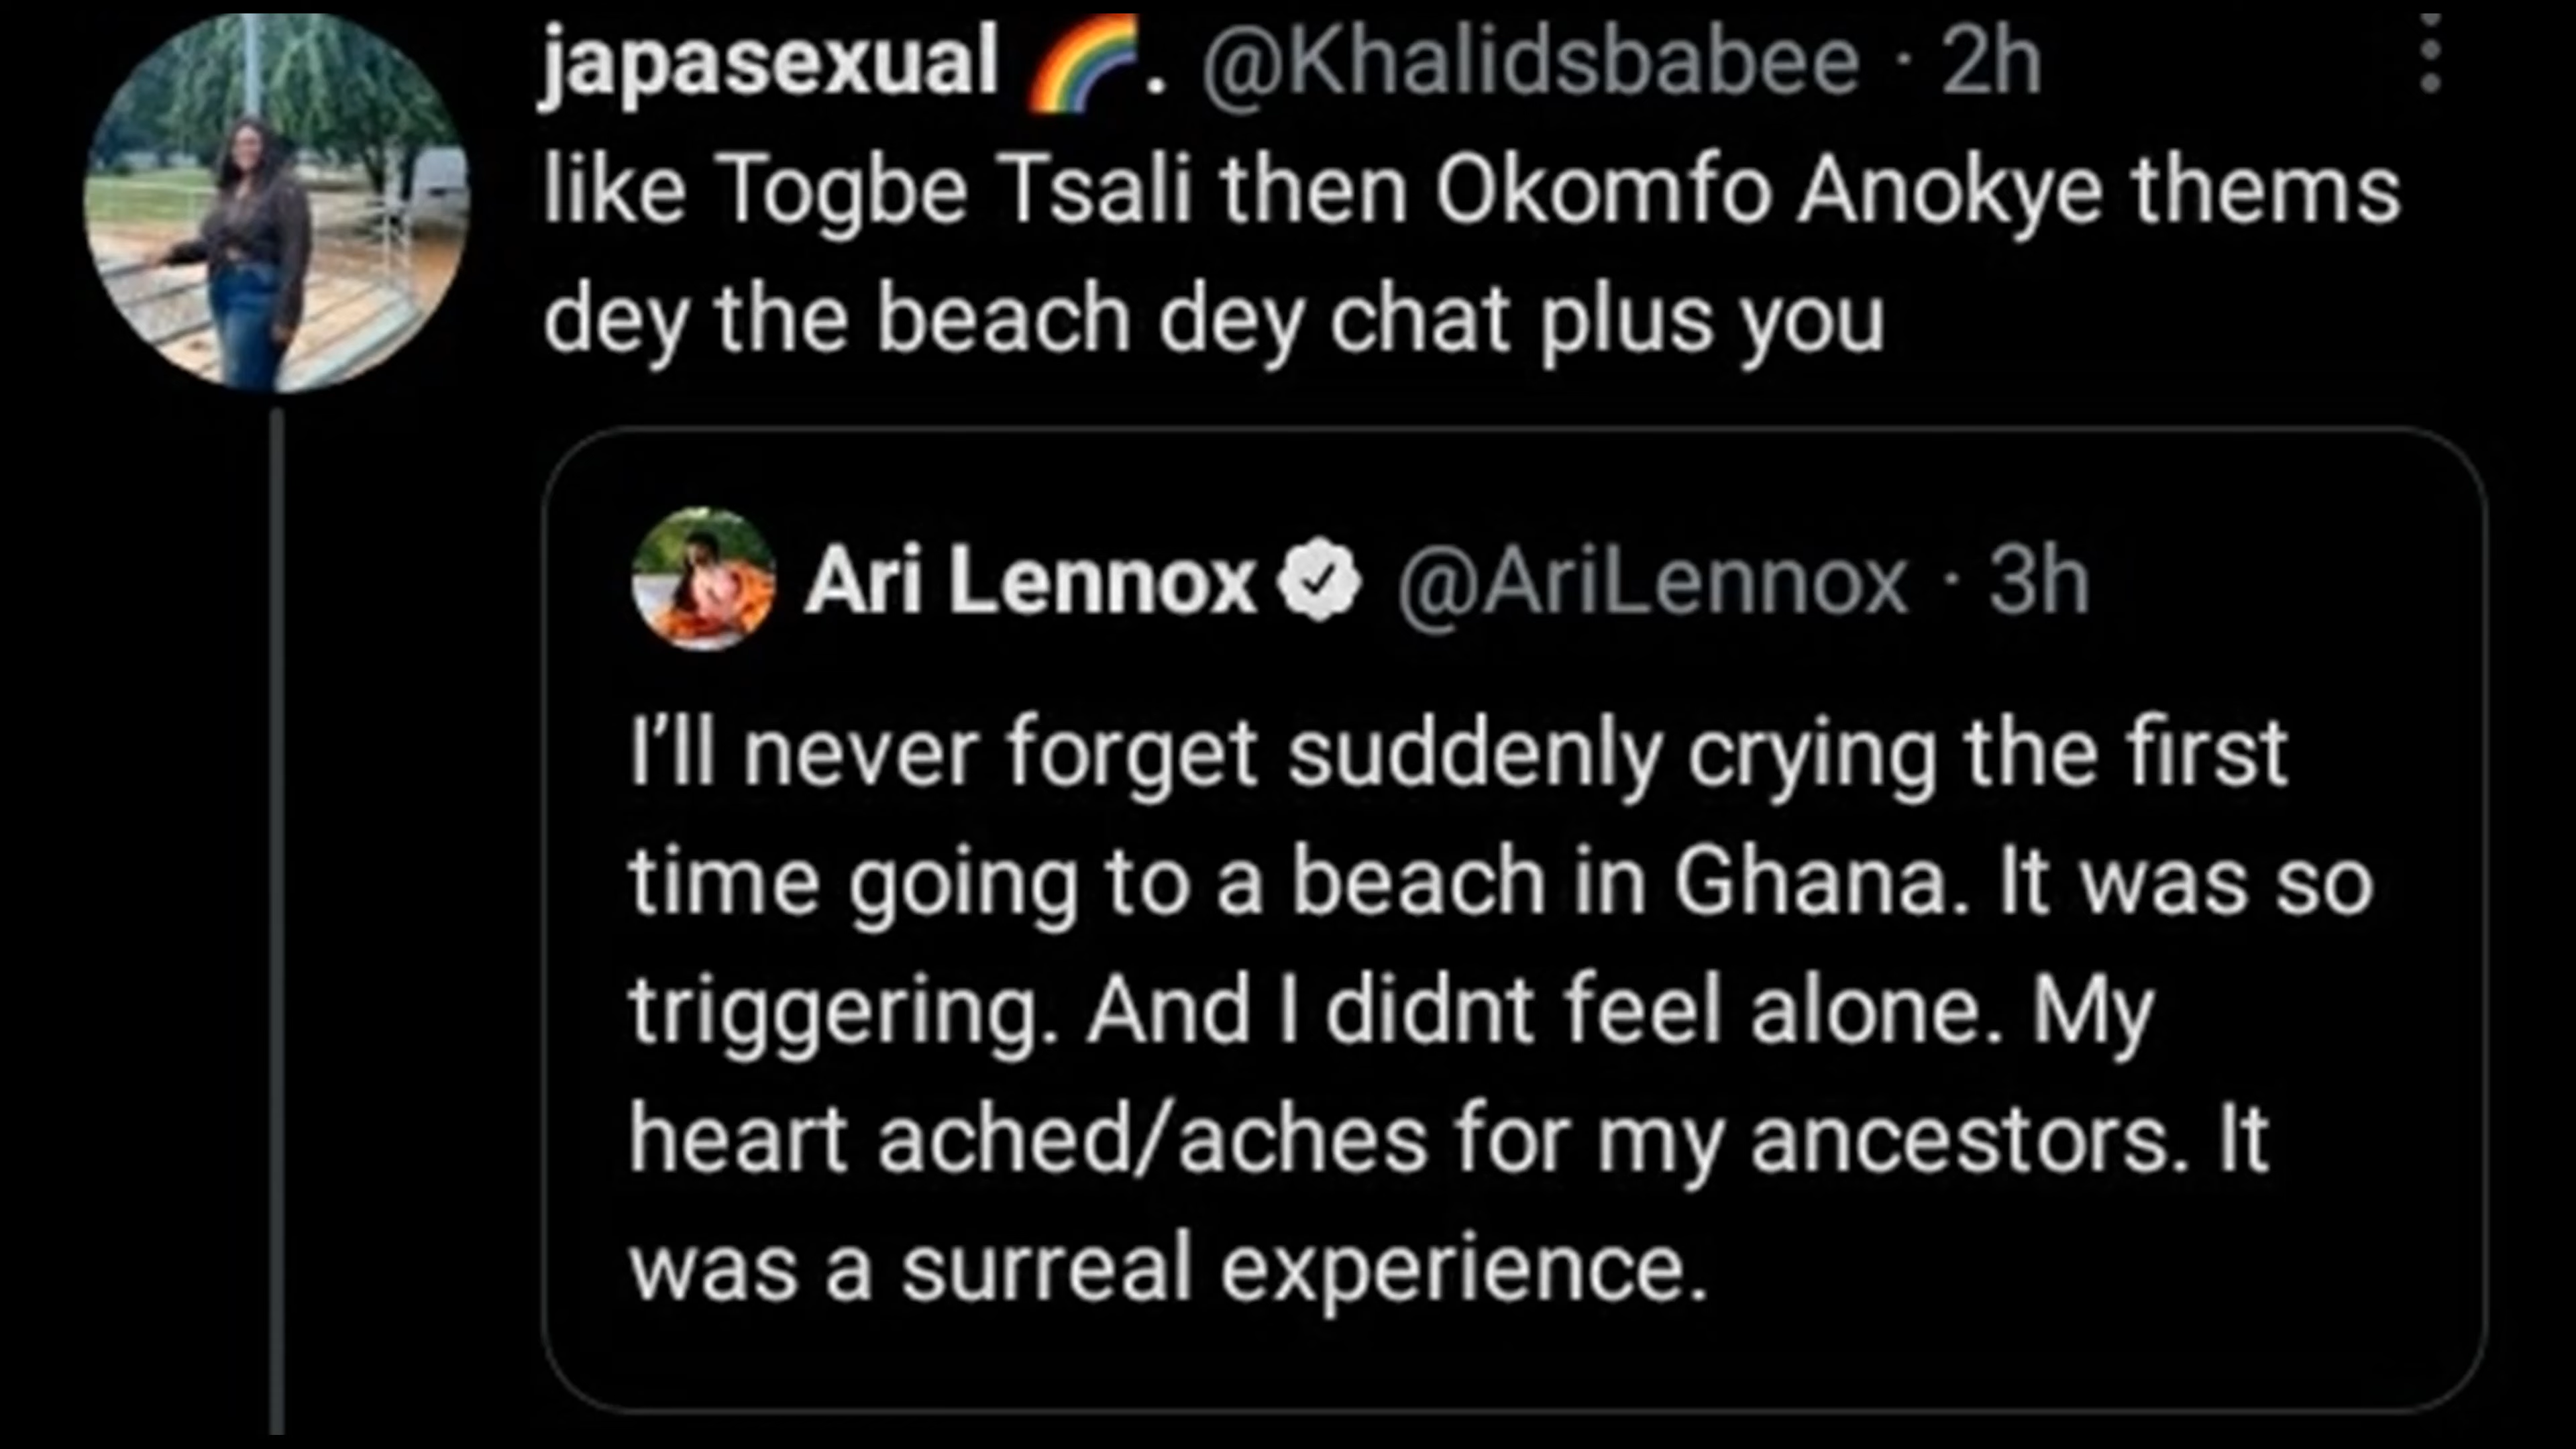 japasexual 🌈. @Khalidsbabee · 2h
like Togbe Tsali then Okomfo Anokye thems
dey the beach dey chat plus you
Ari Lennox @AriLennox · 3h
I'll never forget suddenly crying the first
time going to a beach in Ghana. It was so
triggering. And I didnt feel alone. My
heart ached/aches for my ancestors. It
was a surreal experience.